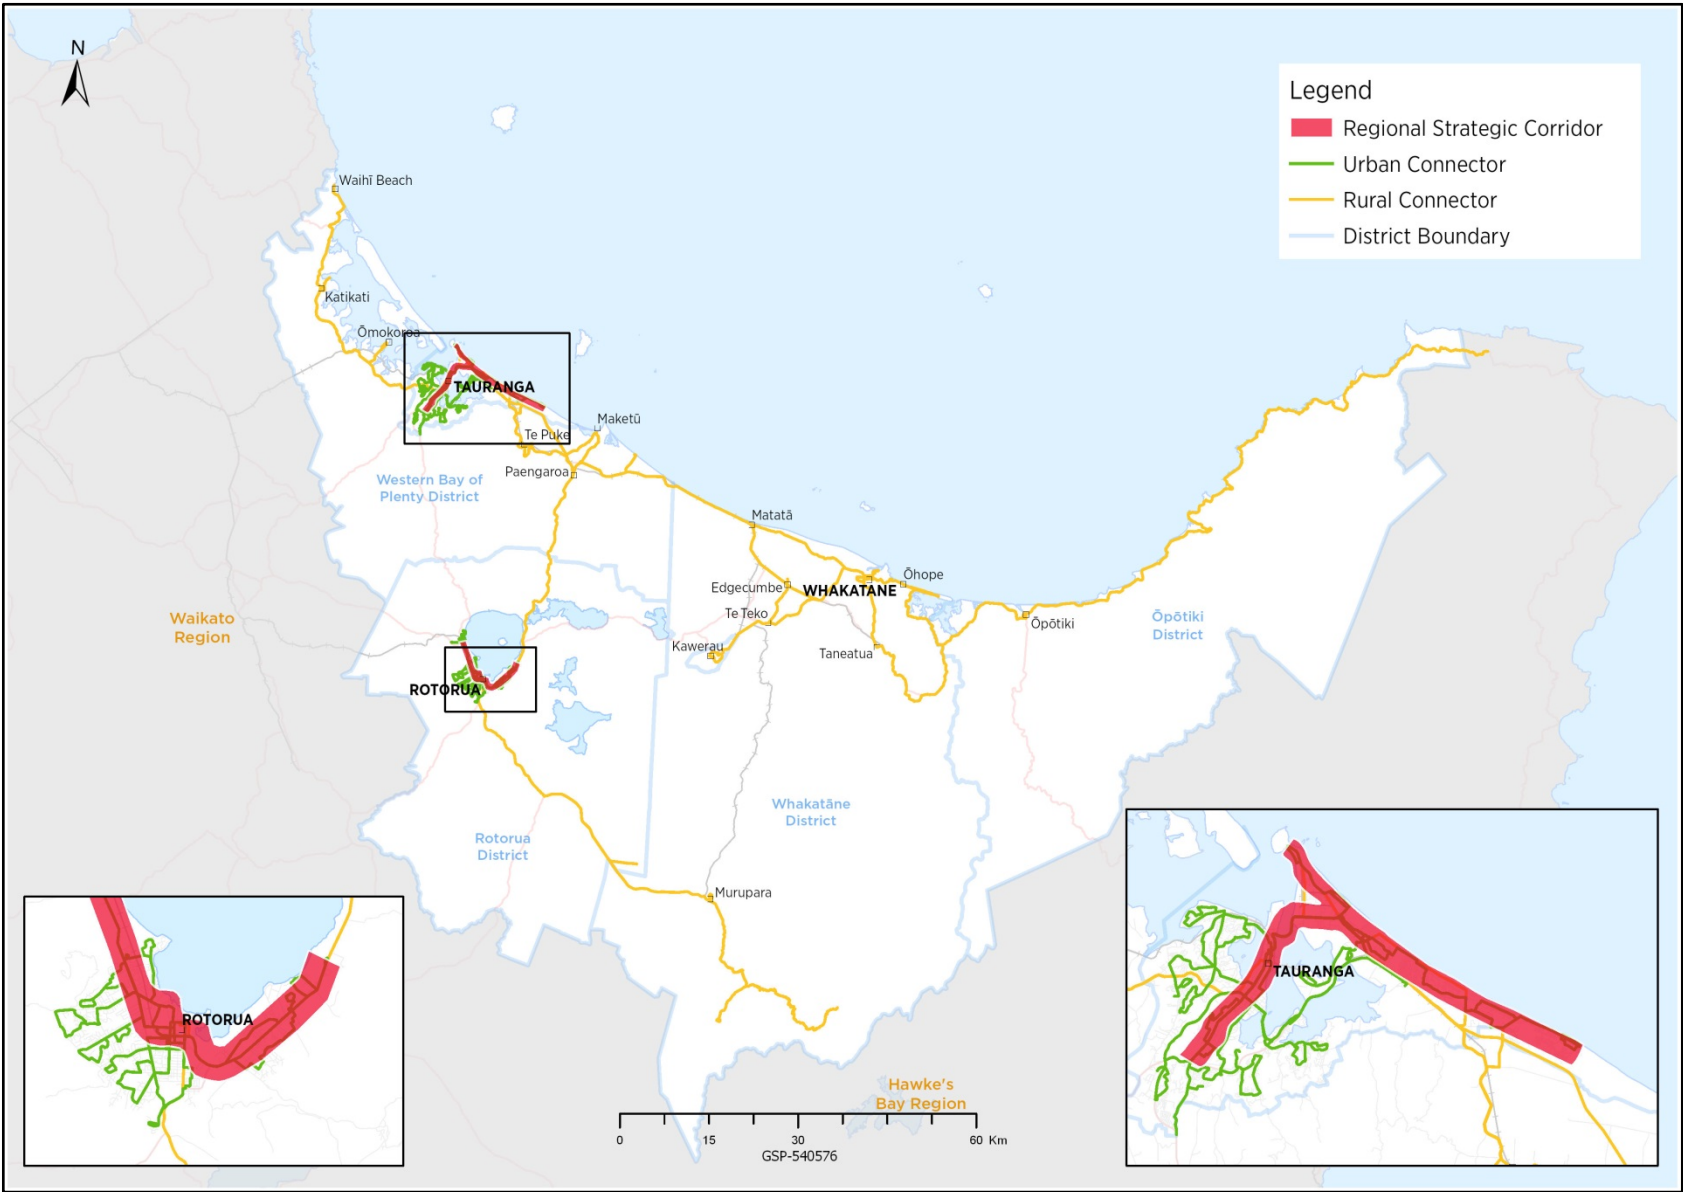 N
Legend
Regional Strategic Corridor
Urban Connector
Rural Connector
District Boundary
Waihī Beach
Katikati
Ōmokoroa
TAURANGA
Maketū
Te Puke
Paengaroa
Western Bay of
Plenty District
Matatā
Edgecumbe
WHAKATĀNE
Ōhope
Te Teko
Ōpōtiki
Ōpōtiki
District
Waikato
Region
Kawerau
Taneatua
ROTORUA
Whakatāne
District
Rotorua
District
Murupara
ROTORUA
TAURANGA
Hawke's
Bay Region
0 15 30 60 Km
GSP-540576